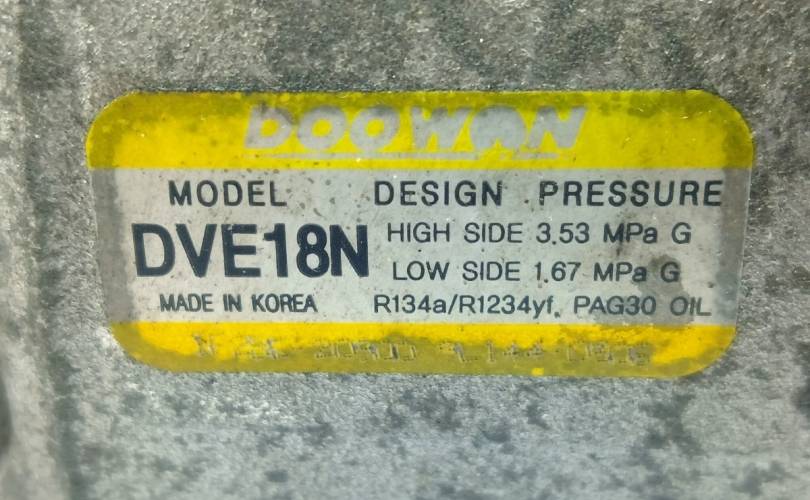 DOOWON
MODEL
DVE18N
MADE IN KOREA
DESIGN PRESSURE
HIGH SIDE 3.53 MPa G
LOW SIDE 1.67 MPa G
R134a/R1234yf, PAG30 OIL